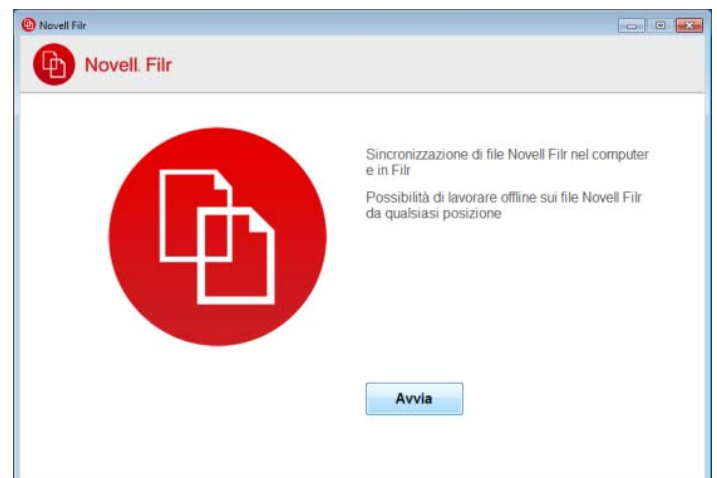 Novell Filr
Novell. Filr
Sincronizzazione di file Novell Filr nel computer
e in Filr
Possibilità di lavorare offline sui file Novell Filr
da qualsiasi posizione
Avvia